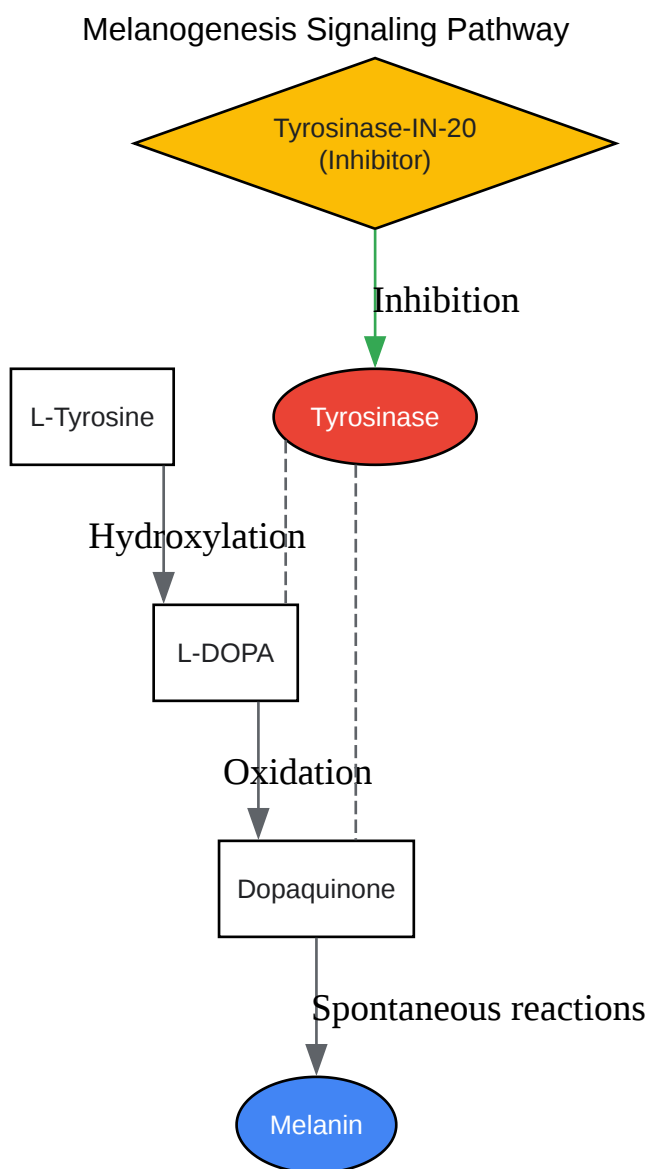 Melanogenesis Signaling Pathway
Tyrosinase-IN-20
(Inhibitor)
Inhibition
L-Tyrosine
Tyrosinase
Hydroxylation
L-DOPA
Oxidation
Dopaquinone
Spontaneous reactions
Melanin